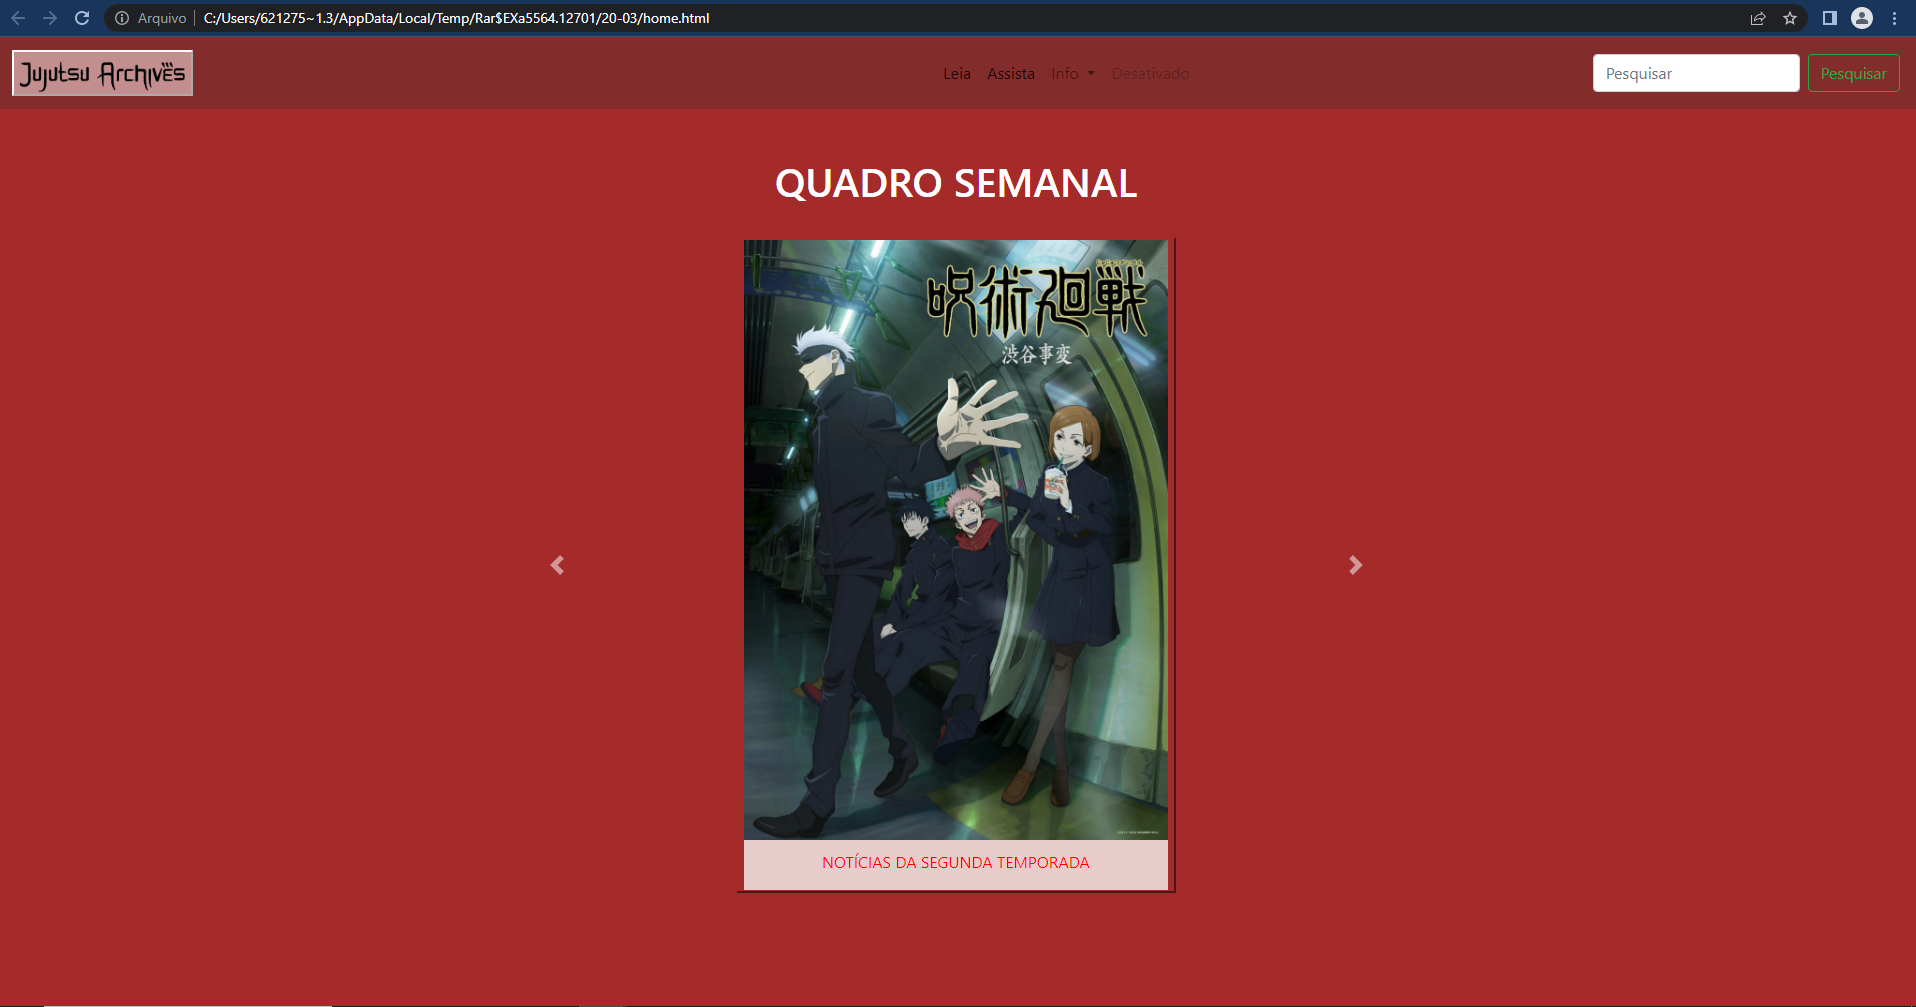 Arquivo C:/Users/621275~1.3/AppData/Local/Temp/Rar$EXa5564.12701/20-03/home.html
Jujutsu Archives Leia Assista Info Desativado Pesquisar Pesquisar
QUADRO SEMANAL
呪術廻戦
渋谷事変
NOTÍCIAS DA SEGUNDA TEMPORADA